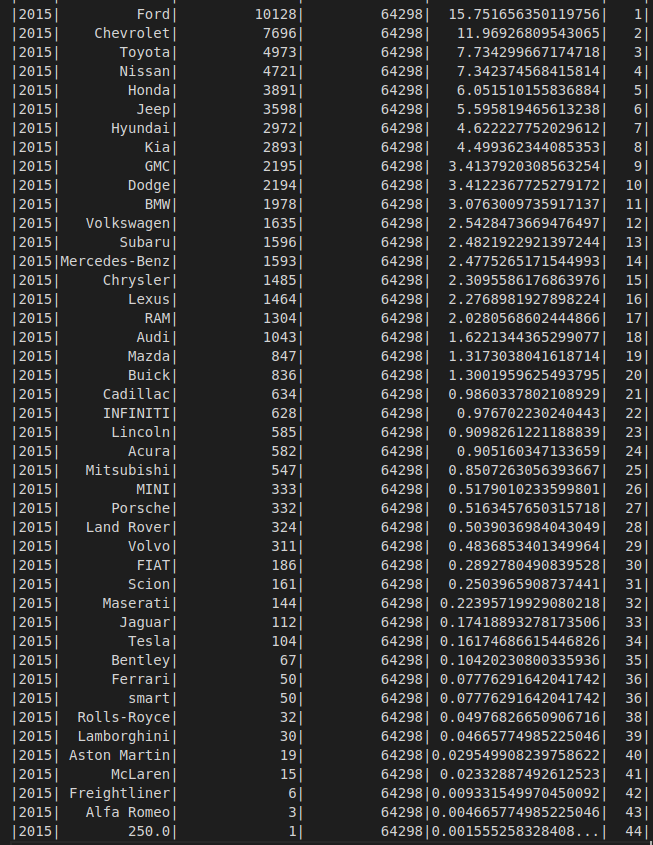 |2015| Ford| 10128| 64298| 15.751656350119756| 1|
|2015| Chevrolet| 7696| 64298| 11.96926809543065| 2|
|2015| Toyota| 4973| 64298| 7.734299667174718| 3|
|2015| Nissan| 4721| 64298| 7.342374568415814| 4|
|2015| Honda| 3891| 64298| 6.051510155836884| 5|
|2015| Jeep| 3598| 64298| 5.595819465613238| 6|
|2015| Hyundai| 2972| 64298| 4.622227752029612| 7|
|2015| Kia| 2893| 64298| 4.499362344085353| 8|
|2015| GMC| 2195| 64298| 3.4137920308563254| 9|
|2015| Dodge| 2194| 64298| 3.4122367725279172| 10|
|2015| BMW| 1978| 64298| 3.0763009735917137| 11|
|2015| Volkswagen| 1635| 64298| 2.5428473669476497| 12|
|2015| Subaru| 1596| 64298| 2.4821922921397244| 13|
|2015|Mercedes-Benz| 1593| 64298| 2.4775265171544993| 14|
|2015| Chrysler| 1485| 64298| 2.3095586176863976| 15|
|2015| Lexus| 1464| 64298| 2.2768981927898224| 16|
|2015| RAM| 1304| 64298| 2.0280568602444866| 17|
|2015| Audi| 1043| 64298| 1.6221344365299077| 18|
|2015| Mazda| 847| 64298| 1.3173038041618714| 19|
|2015| Buick| 836| 64298| 1.3001959625493795| 20|
|2015| Cadillac| 634| 64298| 0.9860337802108929| 21|
|2015| INFINITI| 628| 64298| 0.976702230240443| 22|
|2015| Lincoln| 585| 64298| 0.9098261221188839| 23|
|2015| Acura| 582| 64298| 0.905160347133659| 24|
|2015| Mitsubishi| 547| 64298| 0.8507263056393667| 25|
|2015| MINI| 333| 64298| 0.5179010233599801| 26|
|2015| Porsche| 332| 64298| 0.5163457650315718| 27|
|2015| Land Rover| 324| 64298| 0.5039036984043049| 28|
|2015| Volvo| 311| 64298| 0.4836853401349964| 29|
|2015| FIAT| 186| 64298| 0.2892780490839528| 30|
|2015| Scion| 161| 64298| 0.2503965908737441| 31|
|2015| Maserati| 144| 64298| 0.22395719929080218| 32|
|2015| Jaguar| 112| 64298| 0.17418893278173506| 33|
|2015| Tesla| 104| 64298| 0.16174686615446826| 34|
|2015| Bentley| 67| 64298| 0.10420230800335936| 35|
|2015| Ferrari| 50| 64298| 0.07776291642041742| 36|
|2015| smart| 50| 64298| 0.07776291642041742| 36|
|2015| Rolls-Royce| 32| 64298| 0.04976826650906716| 38|
|2015| Lamborghini| 30| 64298| 0.04665774985225046| 39|
|2015| Aston Martin| 19| 64298|0.029549908239758622| 40|
|2015| McLaren| 15| 64298| 0.02332887492612523| 41|
|2015| Freightliner| 6| 64298|0.009331549970450092| 42|
|2015| Alfa Romeo| 3| 64298|0.004665774985225046| 43|
|2015| 250.0| 1| 64298|0.001555258328408...| 44|